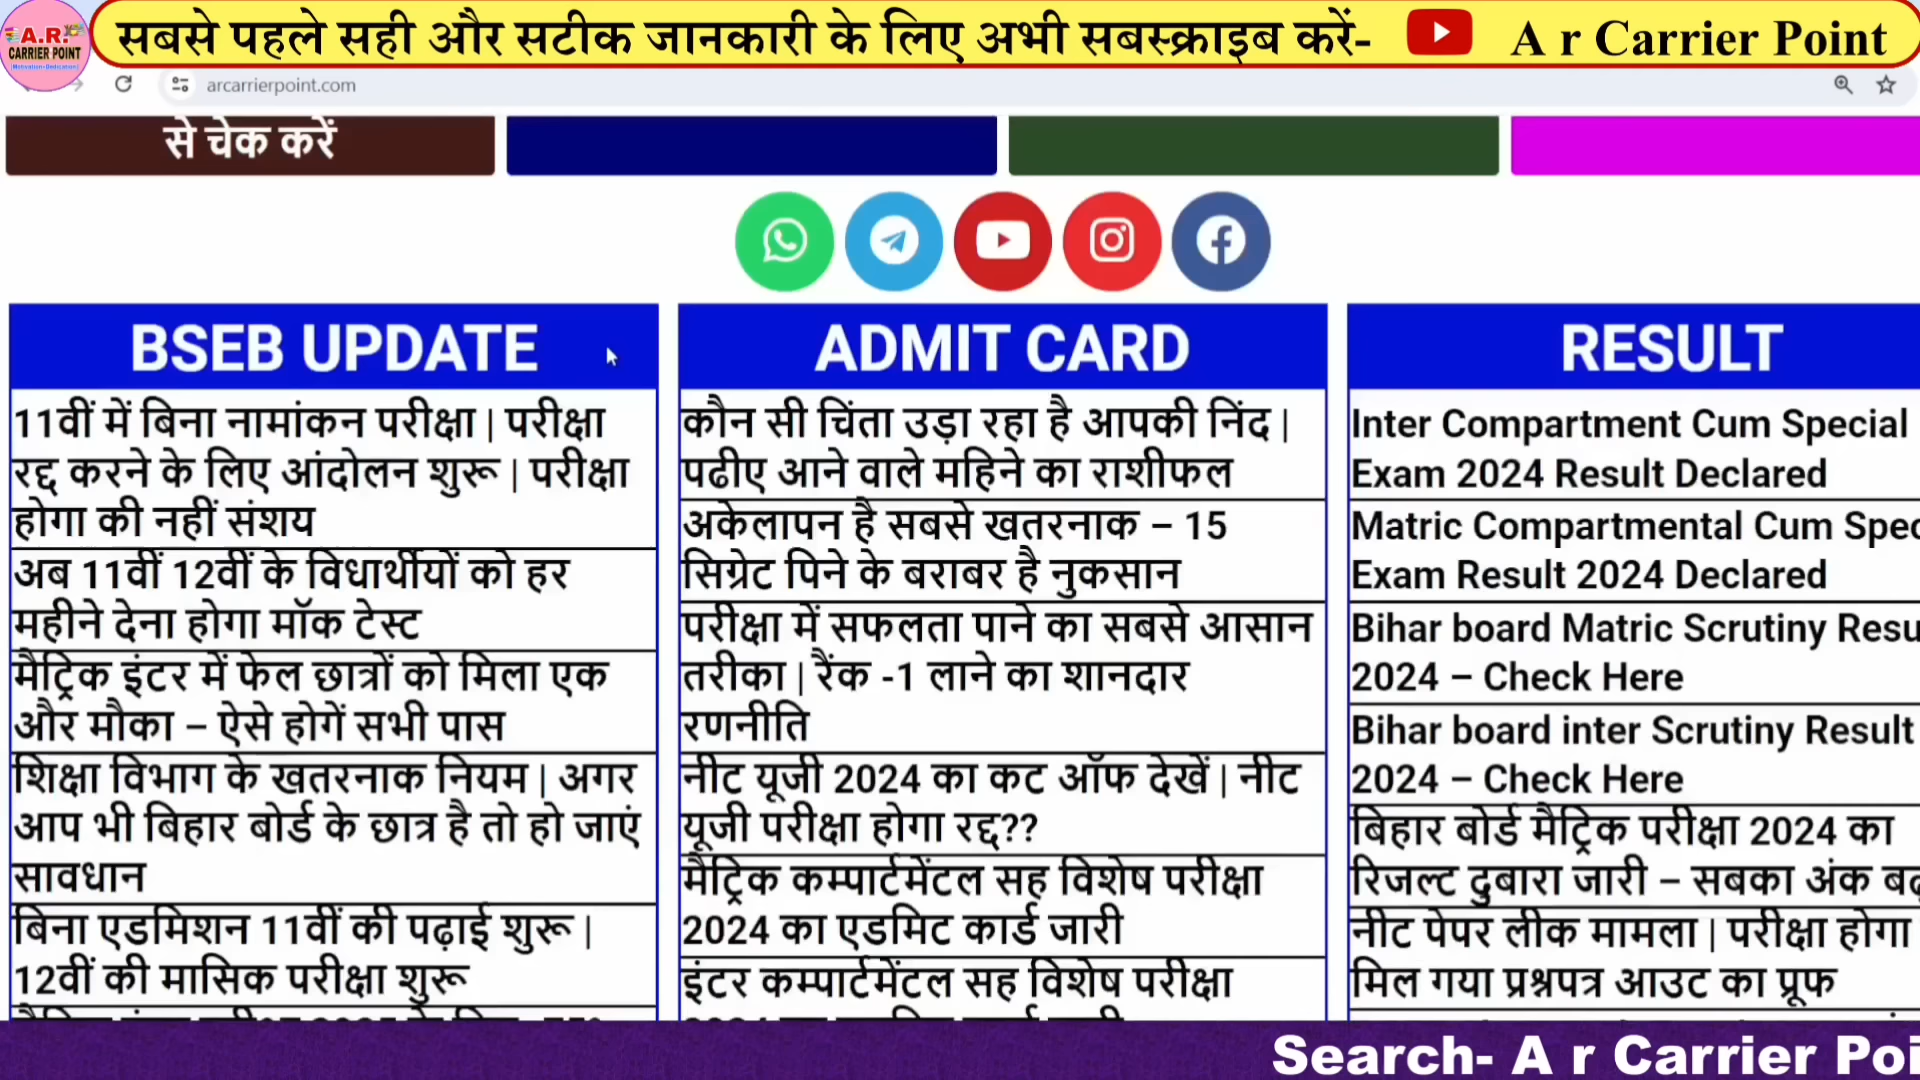 A.R.
CARRIER POINT
(Motivation+Dedication)
सबसे पहले सही और सटीक जानकारी के लिए अभी सबस्क्राइब करें-
A r Carrier Point
arcarrierpoint.com
से चेक करें
BSEB UPDATE
11वीं में बिना नामांकन परीक्षा | परीक्षा
रद्द करने के लिए आंदोलन शुरू | परीक्षा
होगा की नहीं संशय
अब 11वीं 12वीं के विधार्थीयों को हर
महीने देना होगा मॉक टेस्ट
मैट्रिक इंटर में फेल छात्रों को मिला एक
और मौका – ऐसे होगें सभी पास
शिक्षा विभाग के खतरनाक नियम | अगर
आप भी बिहार बोर्ड के छात्र है तो हो जाएं
सावधान
बिना एडमिशन 11वीं की पढ़ाई शुरू |
12वीं की मासिक परीक्षा शुरू
ADMIT CARD
कौन सी चिंता उड़ा रहा है आपकी निंद |
पढीए आने वाले महिने का राशीफल
अकेलापन है सबसे खतरनाक – 15
सिग्रेट पिने के बराबर है नुकसान
परीक्षा में सफलता पाने का सबसे आसान
तरीका | रैंक -1 लाने का शानदार
रणनीति
नीट यूजी 2024 का कट ऑफ देखें | नीट
यूजी परीक्षा होगा रद्द??
मैट्रिक कम्पार्टमेंटल सह विशेष परीक्षा
2024 का एडमिट कार्ड जारी
इंटर कम्पार्टमेंटल सह विशेष परीक्षा
RESULT
Inter Compartment Cum Special
Exam 2024 Result Declared
Matric Compartmental Cum Spec
Exam Result 2024 Declared
Bihar board Matric Scrutiny Resu
2024 – Check Here
Bihar board inter Scrutiny Result
2024 – Check Here
बिहार बोर्ड मैट्रिक परीक्षा 2024 का
रिजल्ट दुबारा जारी – सबका अंक
नीट पेपर लीक मामला | परीक्षा होगा
मिल गया प्रश्नपत्र आउट का प्रूफ
Search- A r Carrier Poi